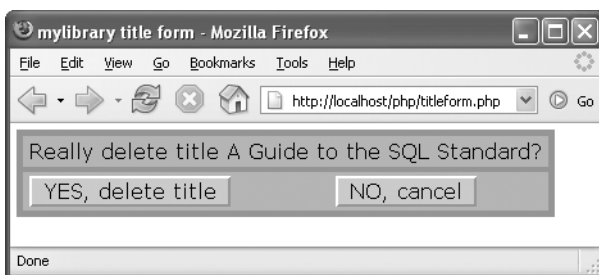 mylibrary title form - Mozilla Firefox
File Edit View Go Bookmarks Tools Help
http://localhost/php/titleform.php Go
Really delete title A Guide to the SQL Standard?
YES, delete title NO, cancel
Done